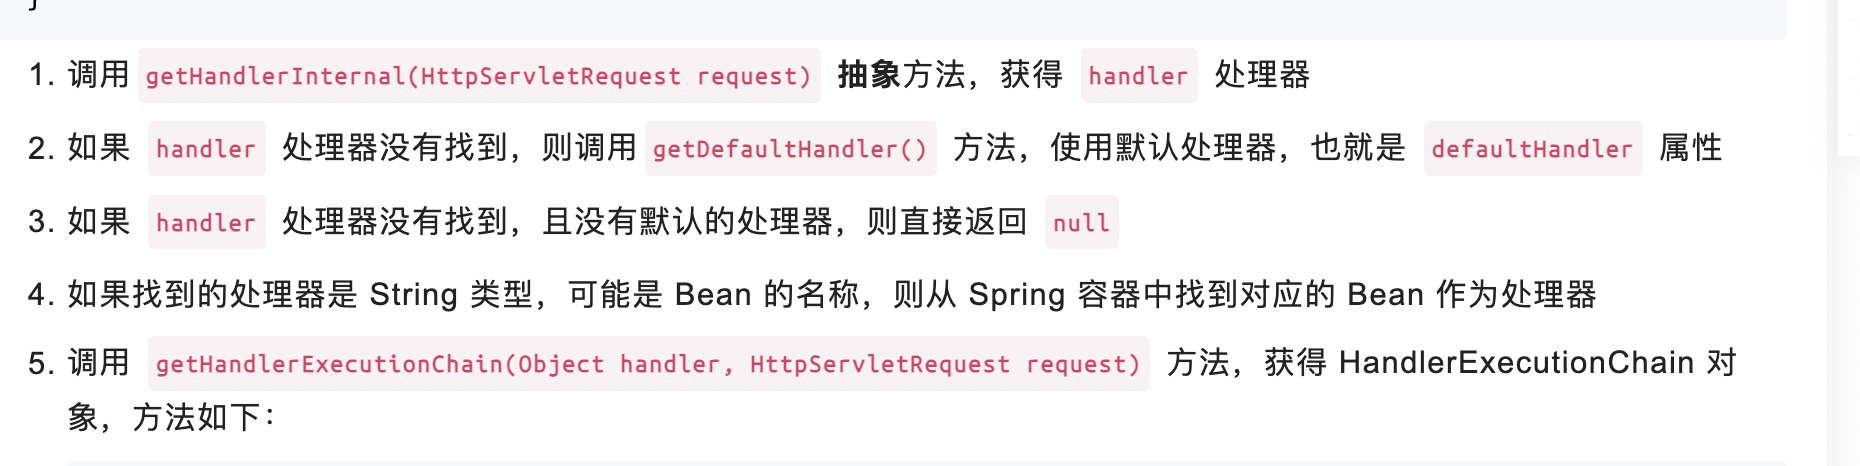 }
1. 调用 getHandlerInternal(HttpServletRequest request) 抽象方法，获得 handler 处理器
2. 如果 handler 处理器没有找到，则调用 getDefaultHandler() 方法，使用默认处理器，也就是 defaultHandler 属性
3. 如果 handler 处理器没有找到，且没有默认的处理器，则直接返回 null
4. 如果找到的处理器是 String 类型，可能是 Bean 的名称，则从 Spring 容器中找到对应的 Bean 作为处理器
5. 调用 getHandlerExecutionChain(Object handler, HttpServletRequest request) 方法，获得 HandlerExecutionChain 对
象，方法如下：